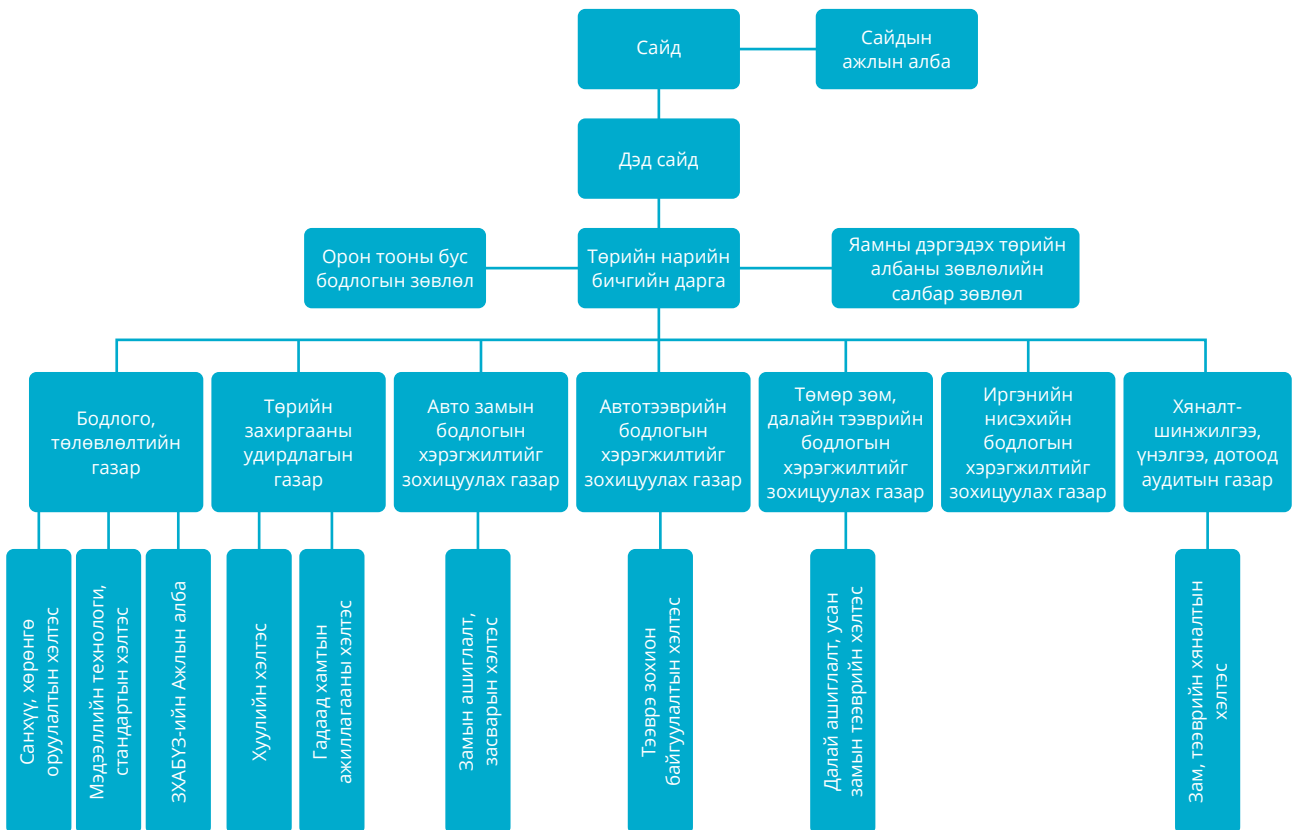 Сайд
Сайдын
ажлын алба
Дэд сайд
Орон тооны бус
бодлогын зөвлөл
Төрийн нарийн
бичгийн дарга
Яамны дэргэдэх төрийн
албаны зөвлөлийн
салбар зөвлөл
Бодлого,
төлөвлөлтийн
газар
Төрийн
захиргааны
удирдлагын
газар
Авто замын
бодлогын
хэрэгжилтийг
зохицуулах газар
Автотээврийн
бодлогын
хэрэгжилтийг
зохицуулах газар
Төмөр зөм,
далайн тээврийн
бодлогын
хэрэгжилтийг
зохицуулах газар
Иргэнийн
нисэхийн
бодлогын
хэрэгжилтийг
зохицуулах газар
Хяналт-
шинжилгээ,
үнэлгээ, дотоод
аудитын газар
Санхүү, хөрөнгө
оруулалтын хэлтэс
Мэдээллийн технологи,
стандартын хэлтэс
ЗХАБҮЗ-ийн Ажлын алба
Хуулийн хэлтэс
Гадаад хамтын
ажиллагааны хэлтэс
Замын ашиглалт,
засварын хэлтэс
Тээврэ зохион
байгуулалтын хэлтэс
Далай ашиглалт, усан
замын тээврийн хэлтэс
Зам, тээврийн хяналтын
хэлтэс